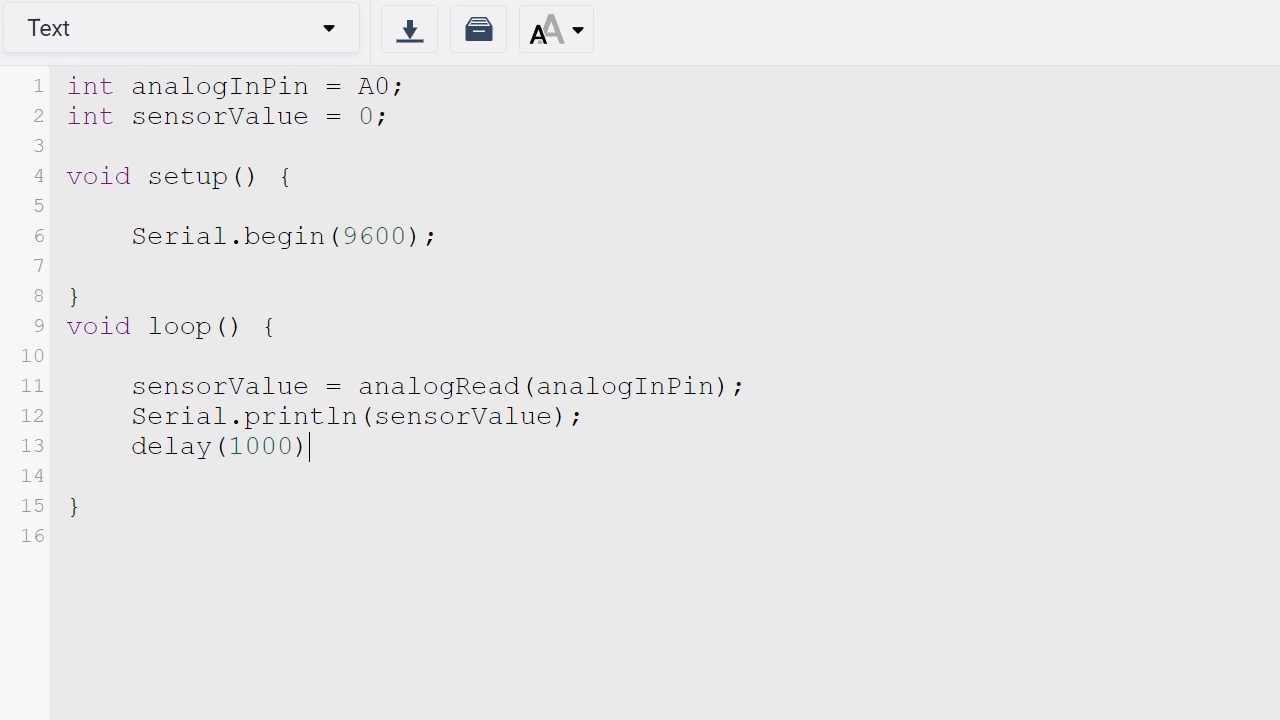 Text
AA
1 int analogInPin = A0;
2 int sensorValue = 0;
3
4 void setup() {
5
6 Serial.begin(9600);
7
8 }
9 void loop() {
10
11 sensorValue = analogRead(analogInPin);
12 Serial.println(sensorValue);
13 delay(1000)
14
15 }
16